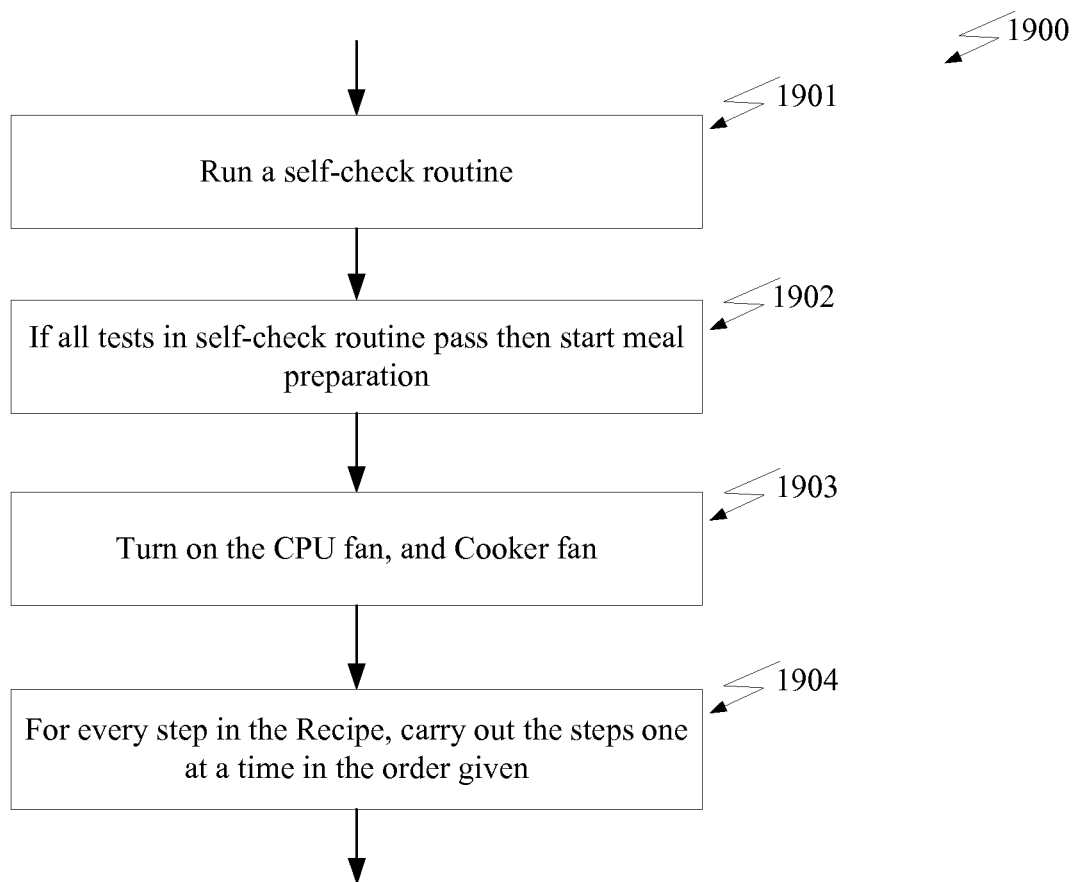 1900
1901
Run a self-check routine
1902
If all tests in self-check routine pass then start meal
preparation
1903
Turn on the CPU fan, and Cooker fan
1904
For every step in the Recipe, carry out the steps one
at a time in the order given